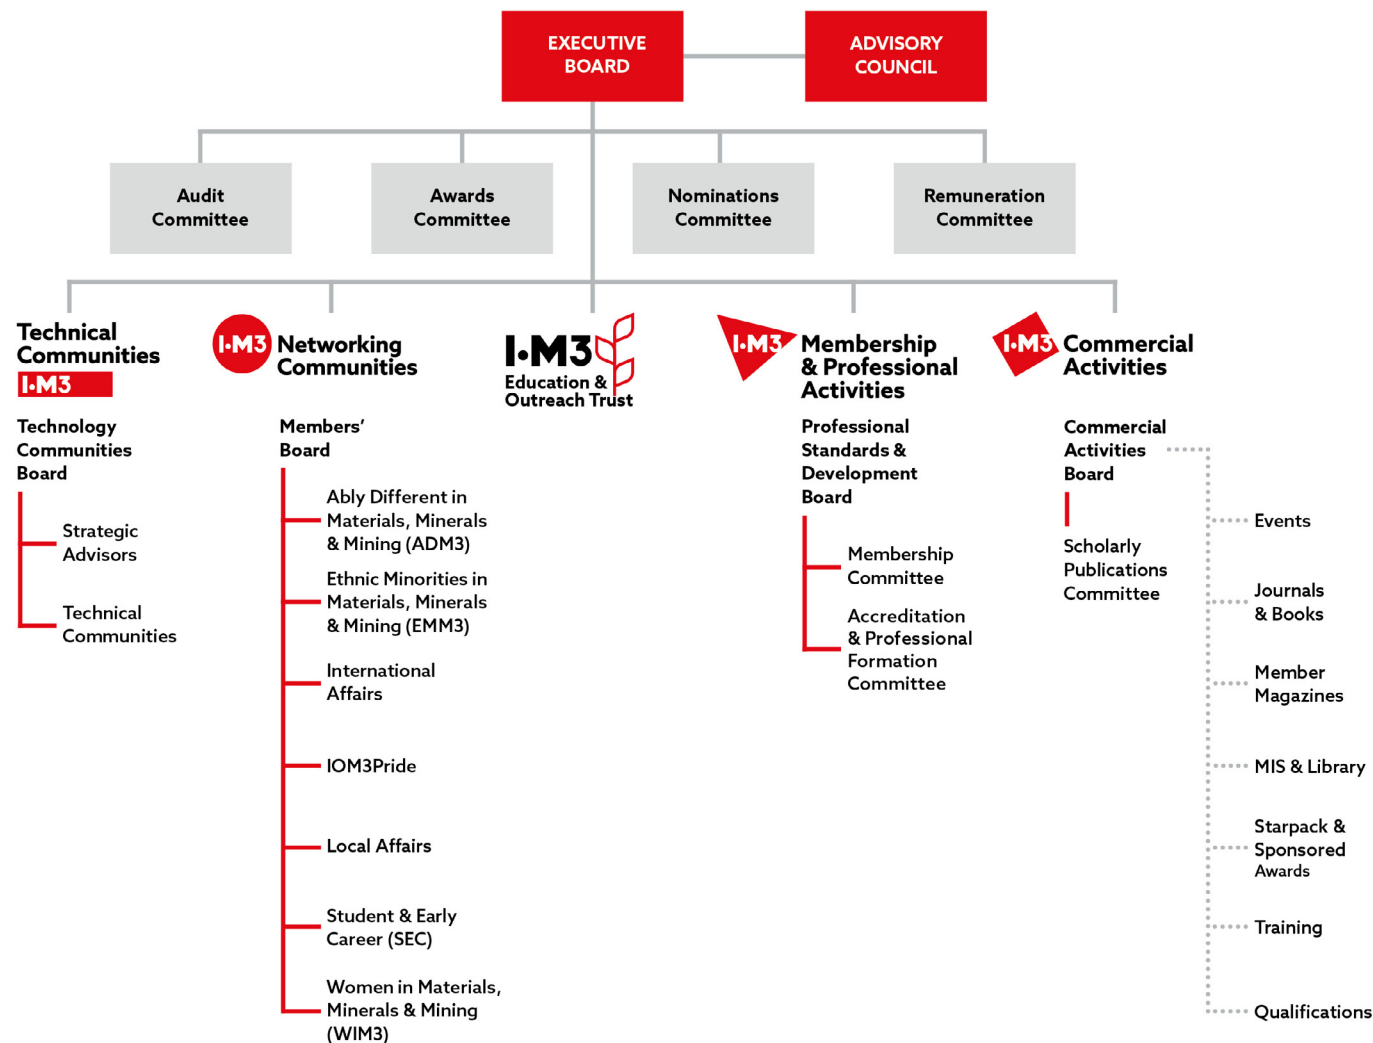 EXECUTIVE
BOARD
ADVISORY
COUNCIL
Audit
Committee
Awards
Committee
Nominations
Committee
Remuneration
Committee
Technical
Communities
I•M3
Technology
Communities
Board
Strategic
Advisors
Technical
Communities
I•M3
Networking
Communities
Members’
Board
Ably Different in
Materials, Minerals
& Mining (ADM3)
Ethnic Minorities in
Materials, Minerals
& Mining (EMM3)
International
Affairs
IOM3Pride
Local Affairs
Student & Early
Career (SEC)
Women in Materials,
Minerals & Mining
(WIM3)
I•M3
Education &
Outreach Trust
I•M3
Membership
& Professional
Activities
Professional
Standards &
Development
Board
Membership
Committee
Accreditation
& Professional
Formation
Committee
I•M3
Commercial
Activities
Commercial
Activities
Board
Scholarly
Publications
Committee
Events
Journals
& Books
Member
Magazines
MIS & Library
Starpack &
Sponsored
Awards
Training
Qualifications